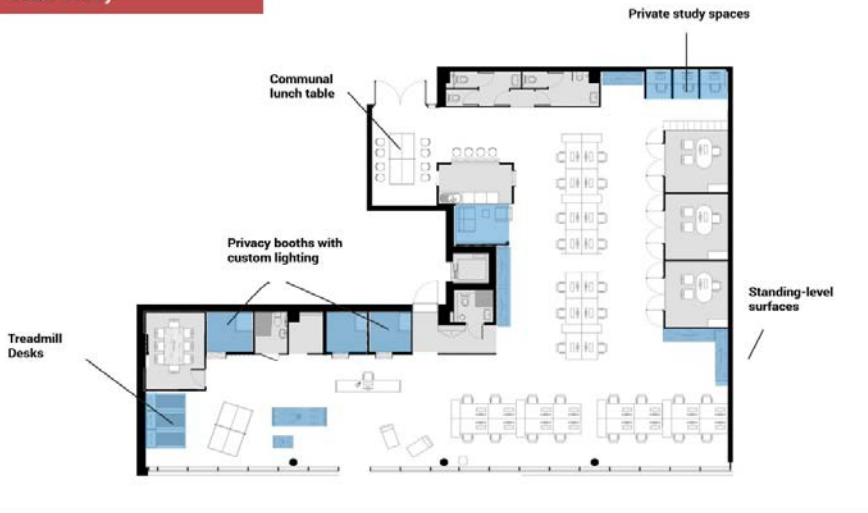 Private study spaces
Communal
lunch table
Privacy booths with
custom lighting
Standing-level
surfaces
Treadmill
Desks